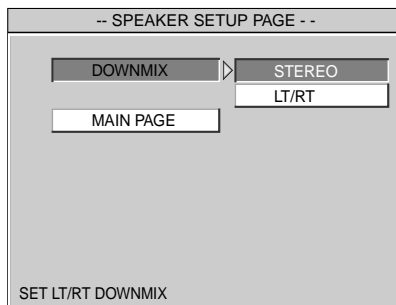 -- SPEAKER SETUP PAGE - -
DOWNMIX STEREO
LT/RT
MAIN PAGE
SET LT/RT DOWNMIX